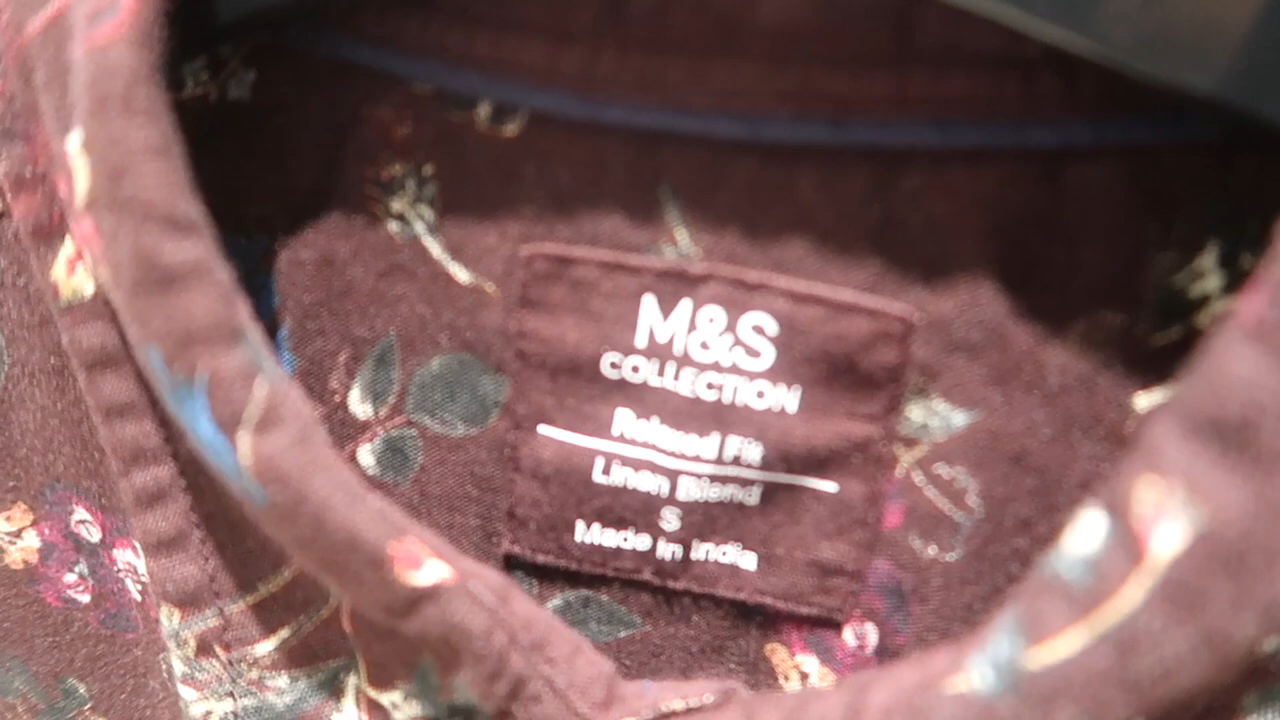 M&S
COLLECTION
Relaxed Fit
Linen Blend
S
Made in India